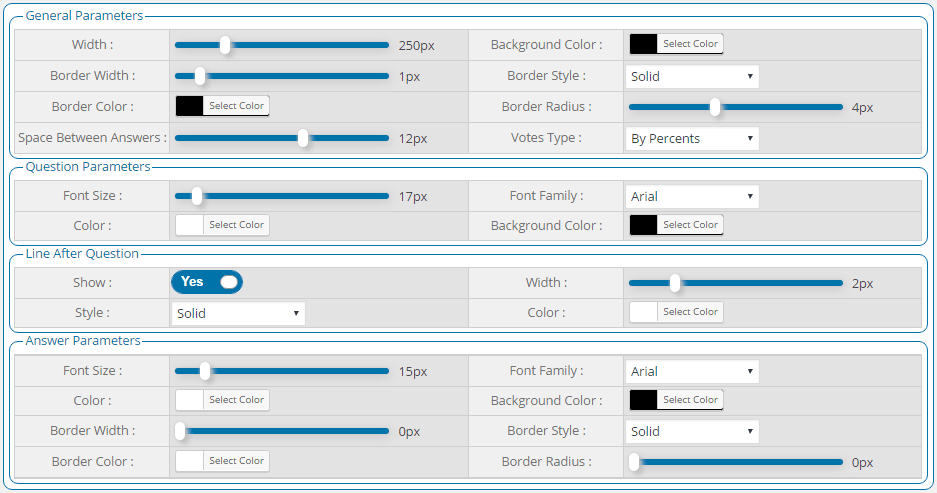 General Parameters
Width : 250px Background Color : Select Color
Border Width : 1px Border Style : Solid
Border Color : Select Color Border Radius : 4px
Space Between Answers : 12px Votes Type : By Percents
Question Parameters
Font Size : 17px Font Family : Arial
Color : Select Color Background Color : Select Color
Line After Question
Show : Yes Width : 2px
Style : Solid Color : Select Color
Answer Parameters
Font Size : 15px Font Family : Arial
Color : Select Color Background Color : Select Color
Border Width : 0px Border Style : Solid
Border Color : Select Color Border Radius : 0px